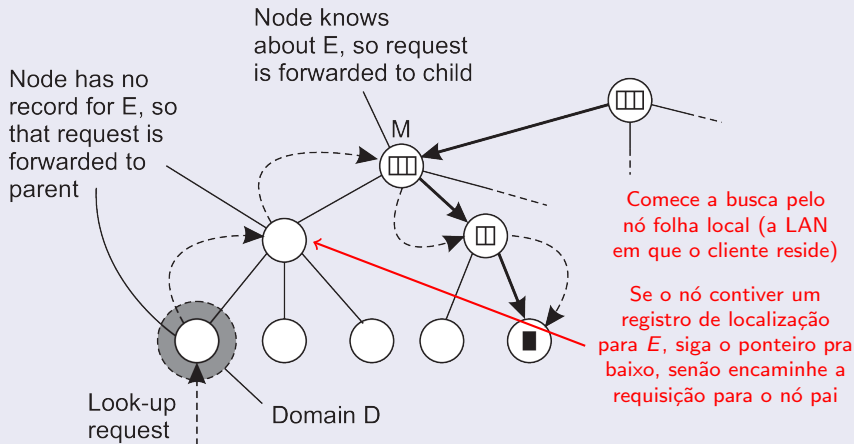 Node knows
about E, so request
is forwarded to child
Node has no
record for E, so
that request is
forwarded to
parent
M
Comece a busca pelo
nó folha local (a LAN
em que o cliente reside)
Se o nó contiver um
registro de localização
para E, siga o ponteiro pra
baixo, senão encaminhe a
requisição para o nó pai
Look-up
request
Domain D